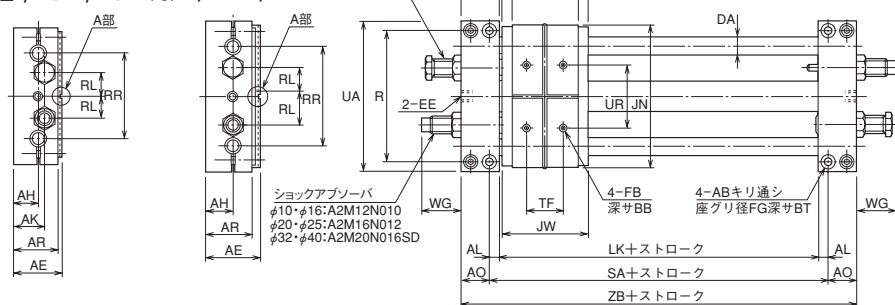 A部
RL
RR
RL
AH
AK
AR
AE
A部
RL
RR
RL
AH
AR
AE
UA
R
2-EE
DA
UR
JN
ショックアブソーバ
φ10・φ16:A2M12N010
φ20・φ25:A2M16N012
φ32・φ40:A2M20N016SD
WG
TF
JW
4-FB
深サBB
4-ABキリ通シ
座グリ径FG深サBT
WG
AL
LK+ストローク
AL
AO
SA+ストローク
AO
ZB+ストローク